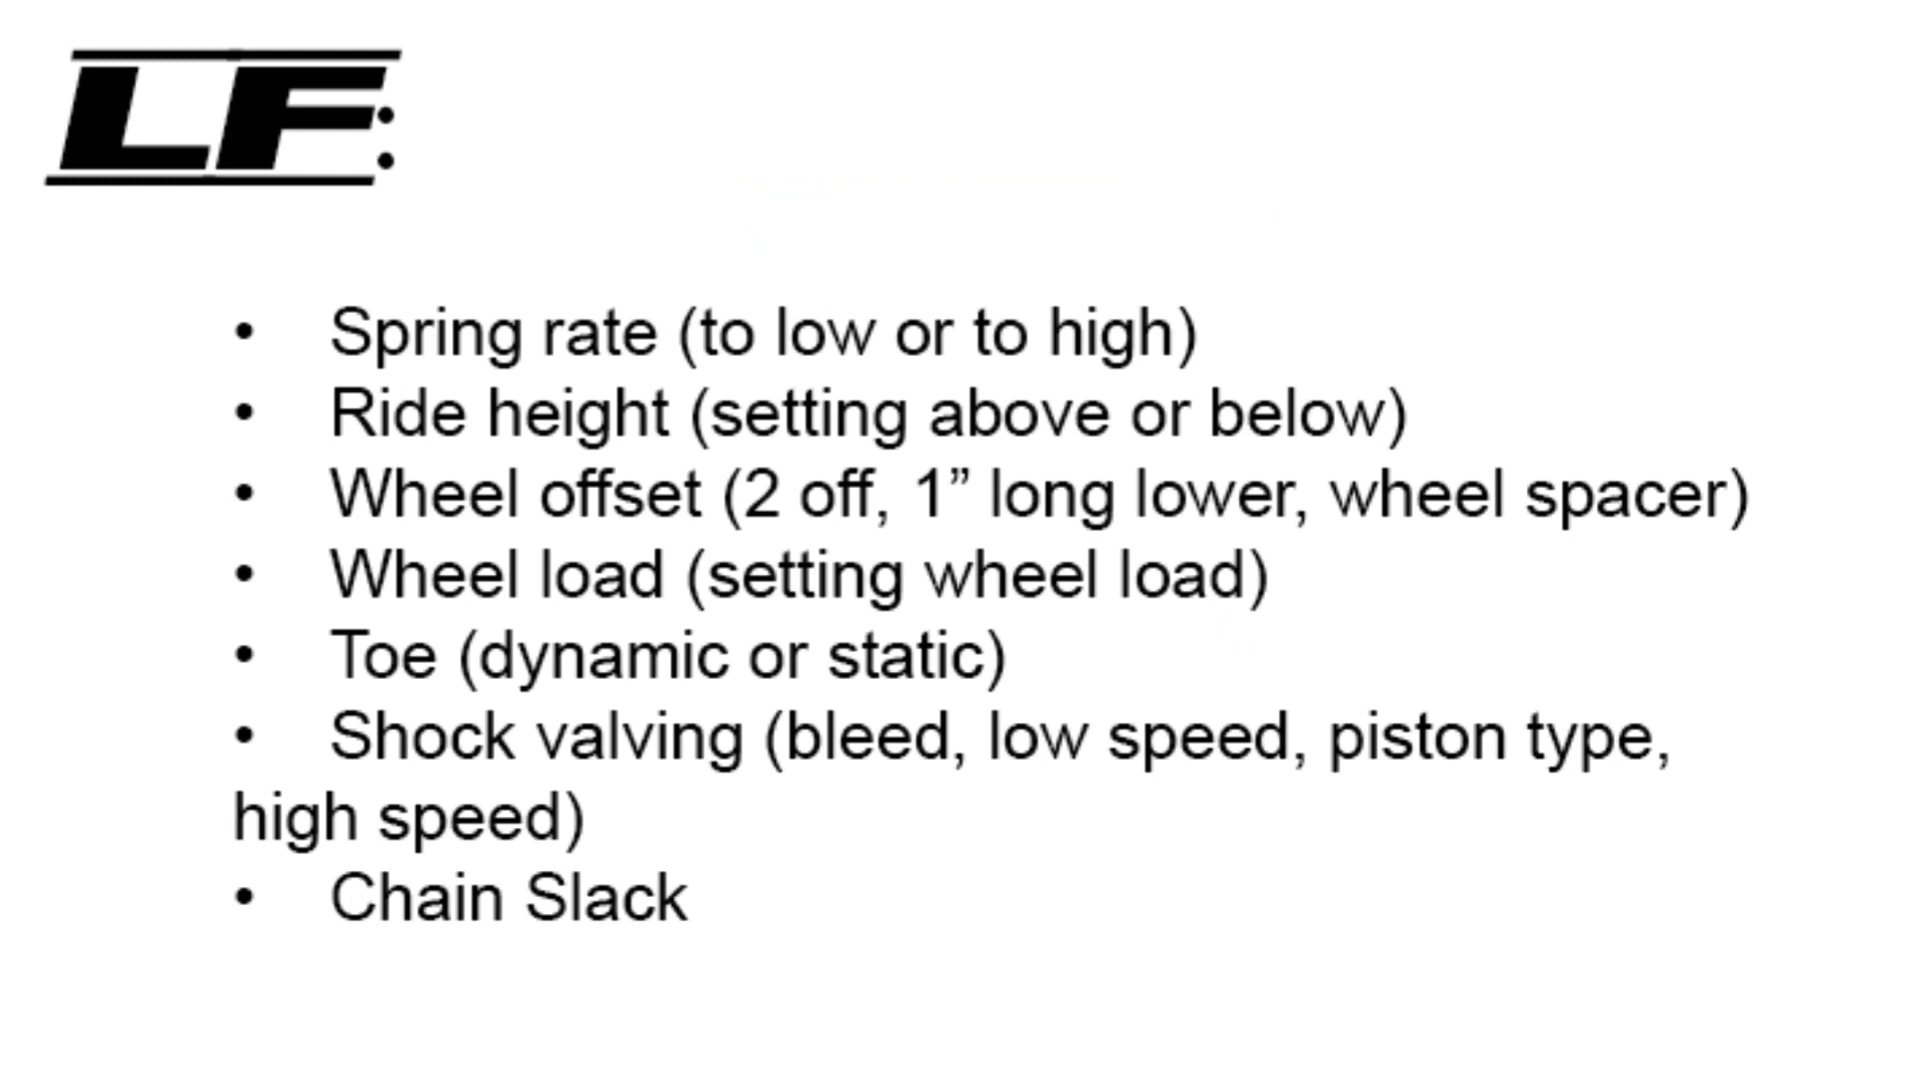 LF:
• Spring rate (to low or to high)
• Ride height (setting above or below)
• Wheel offset (2 off, 1” long lower, wheel spacer)
• Wheel load (setting wheel load)
• Toe (dynamic or static)
• Shock valving (bleed, low speed, piston type,
high speed)
• Chain Slack